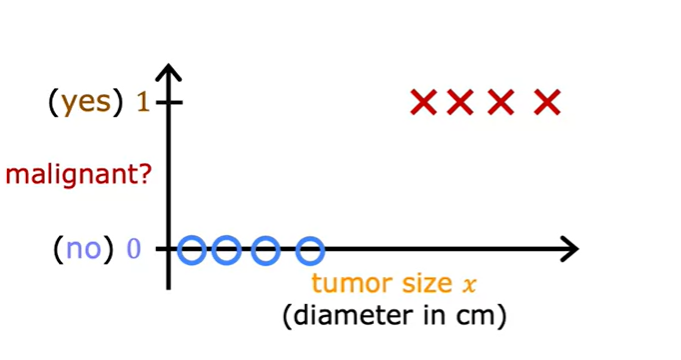 (yes) 1
malignant?
(no) 0
tumor size x
(diameter in cm)